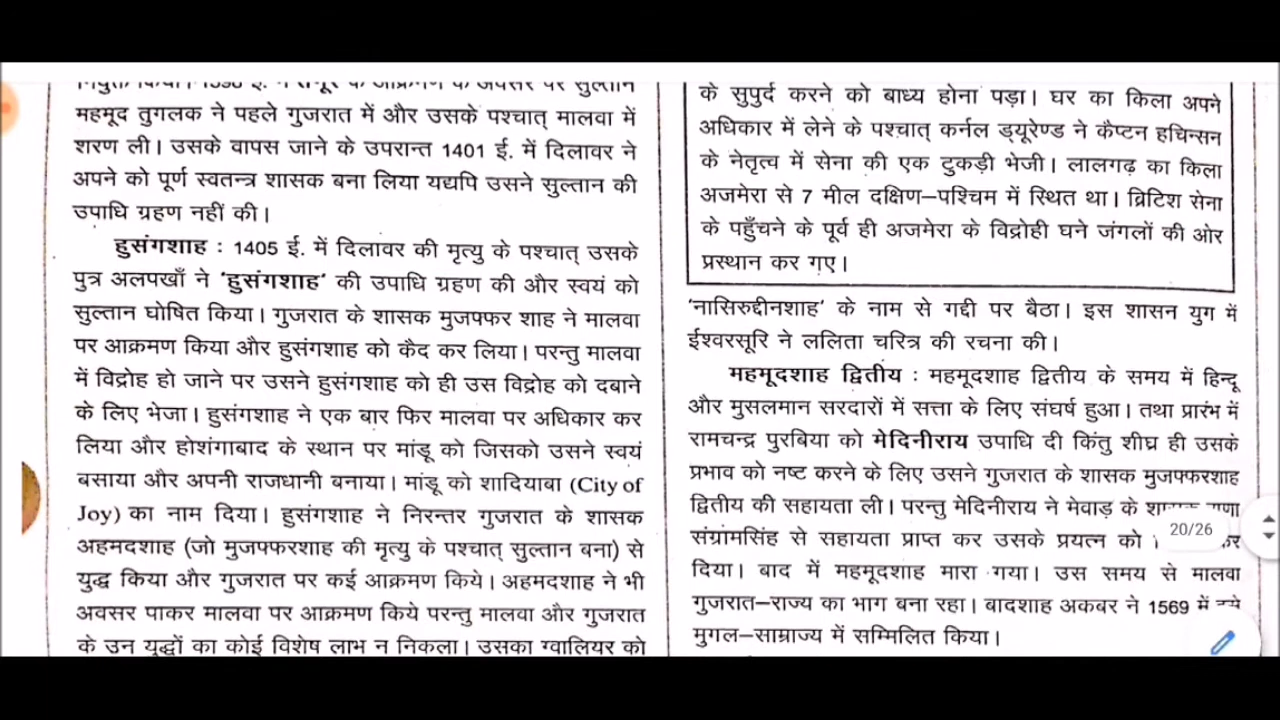 महमूद तुगलक ने पहले गुजरात में और उसके पश्चात् मालवा में
शरण ली। उसके वापस जाने के उपरान्त 1401 ई. में दिलावर ने
अपने को पूर्ण स्वतन्त्र शासक बना लिया यद्यपि उसने सुल्तान की
उपाधि ग्रहण नहीं की।
हुसंगशाह : 1405 ई. में दिलावर की मृत्यु के पश्चात् उसके
पुत्र अलपखाँ ने 'हुसंगशाह' की उपाधि ग्रहण की और स्वयं को
सुल्तान घोषित किया। गुजरात के शासक मुजफ्फर शाह ने मालवा
पर आक्रमण किया और हुसंगशाह को कैद कर लिया। परन्तु मालवा
में विद्रोह हो जाने पर उसने हुसंगशाह को ही उस विद्रोह को दबाने
के लिए भेजा। हुसंगशाह ने एक बार फिर मालवा पर अधिकार कर
लिया और होशंगाबाद के स्थान पर मांडू को जिसको उसने स्वयं
बसाया और अपनी राजधानी बनाया। मांडू को शादियाबा (City of
Joy) का नाम दिया। हुसंगशाह ने निरन्तर गुजरात के शासक
अहमदशाह (जो मुजफ्फरशाह की मृत्यु के पश्चात् सुल्तान बना) से
युद्ध किया और गुजरात पर कई आक्रमण किये। अहमदशाह ने भी
अवसर पाकर मालवा पर आक्रमण किये परन्तु मालवा और गुजरात
के उन युद्धों का कोई विशेष लाभ न निकला। उसका ग्वालियर को
के सुपुर्द करने को बाध्य होना पड़ा। घर का किला अपने
अधिकार में लेने के पश्चात् कर्नल ड्यूरेण्ड ने कैप्टन हचिन्सन
के नेतृत्व में सेना की एक टुकड़ी भेजी। लालगढ़ का किला
अजमेरा से 7 मील दक्षिण–पश्चिम में स्थित था। ब्रिटिश सेना
के पहुँचने के पूर्व ही अजमेरा के विद्रोही घने जंगलों की ओर
प्रस्थान कर गए।
'नासिरुद्दीनशाह' के नाम से गद्दी पर बैठा। इस शासन युग में
ईश्वरसूरि ने ललिता चरित्र की रचना की।
महमूदशाह द्वितीय : महमूदशाह द्वितीय के समय में हिन्दू
और मुसलमान सरदारों में सत्ता के लिए संघर्ष हुआ। तथा प्रारंभ में
रामचन्द्र पुरबिया को मेदिनीराय उपाधि दी किंतु शीघ्र ही उसके
प्रभाव को नष्ट करने के लिए उसने गुजरात के शासक मुजफ्फरशाह
द्वितीय की सहायता ली। परन्तु मेदिनीराय ने मेवाड़ के
संग्रामसिंह से सहायता प्राप्त कर उसके प्रयत्न को
20/26
दिया। बाद में महमूदशाह मारा गया। उस समय से मालवा
गुजरात–राज्य का भाग बना रहा। बादशाह अकबर ने 1569 में
मुगल–साम्राज्य में सम्मिलित किया।